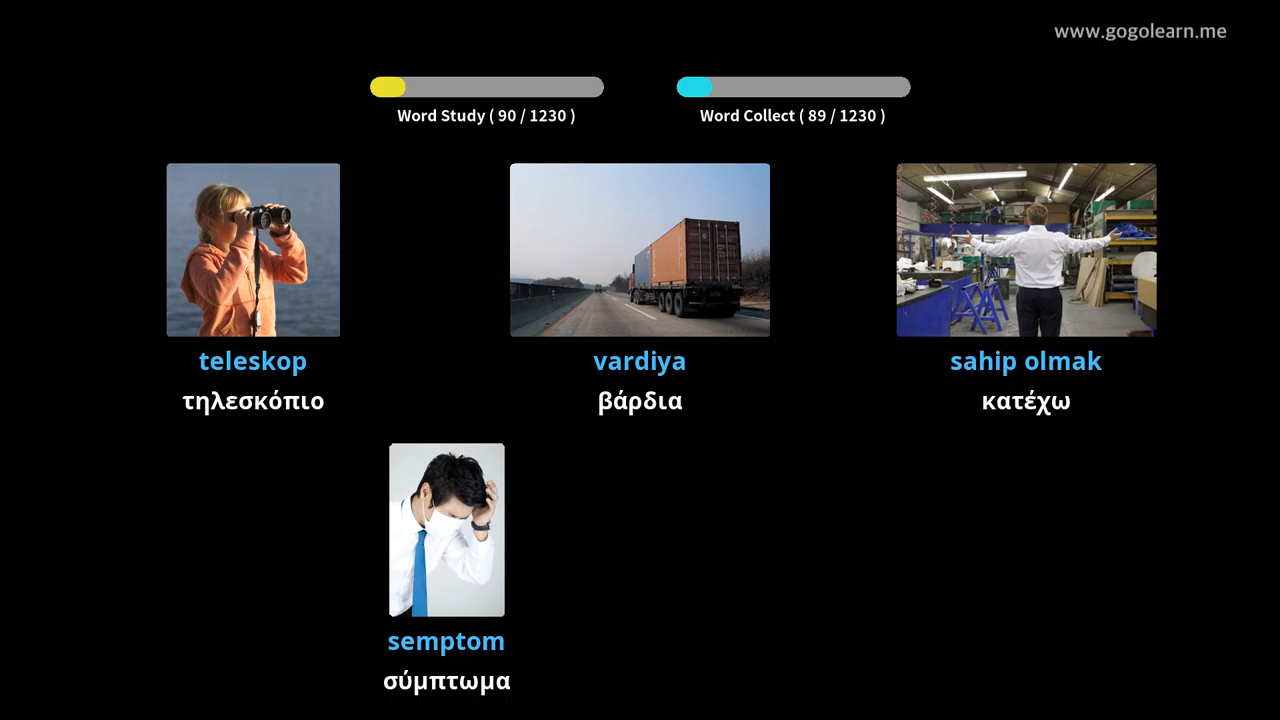 www.gogolearn.me
Word Study ( 90 / 1230 )
Word Collect ( 89 / 1230 )
teleskop
τηλεσκόπιο
vardiya
βάρδια
sahip olmak
κατέχω
semptom
σύμπτωμα